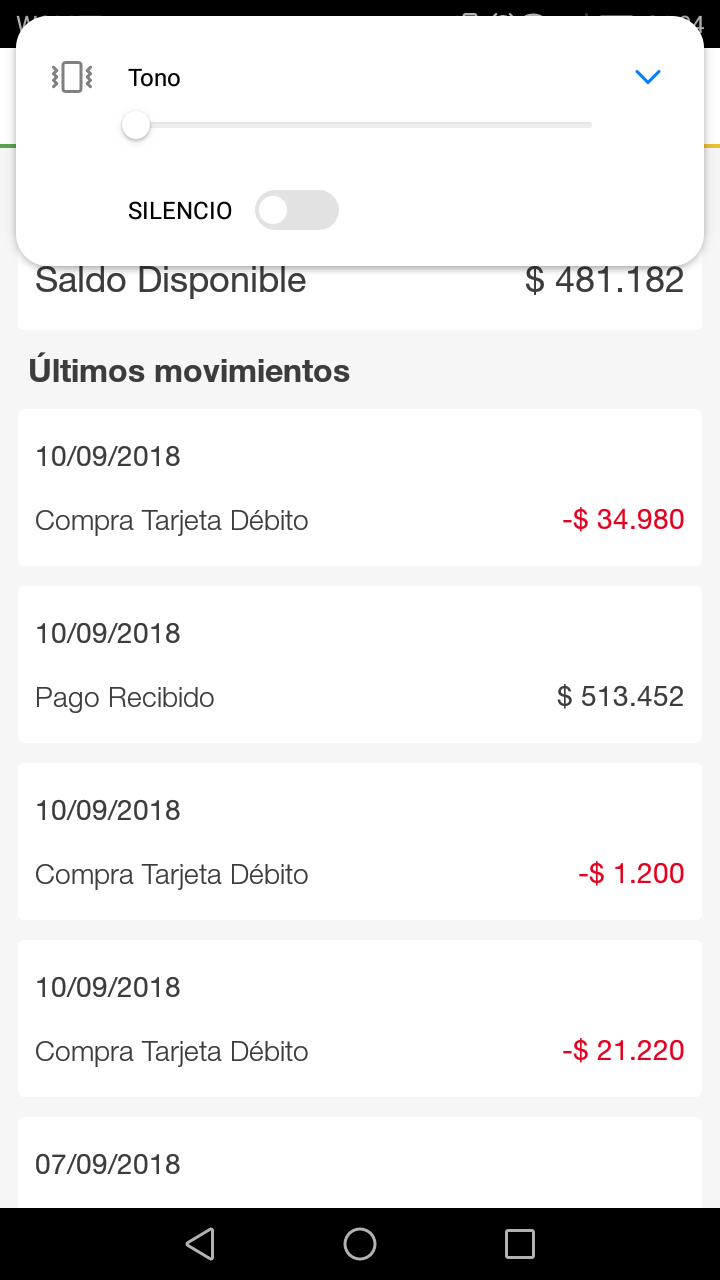 Tono
SILENCIO
Saldo Disponible $ 481.182
Últimos movimientos
10/09/2018
Compra Tarjeta Débito -$ 34.980
10/09/2018
Pago Recibido $ 513.452
10/09/2018
Compra Tarjeta Débito -$ 1.200
10/09/2018
Compra Tarjeta Débito -$ 21.220
07/09/2018